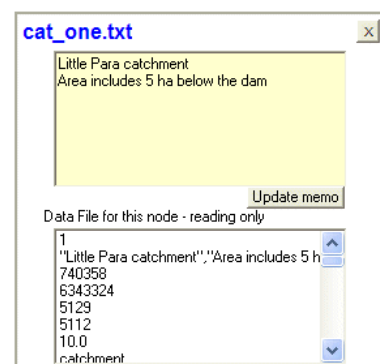 cat_one.txt
x
Little Para catchment
Area includes 5 ha below the dam
Update memo
Data File for this node - reading only
1
"Little Para catchment","Area includes 5 h
740358
6343324
5129
5112
10.0
catchment